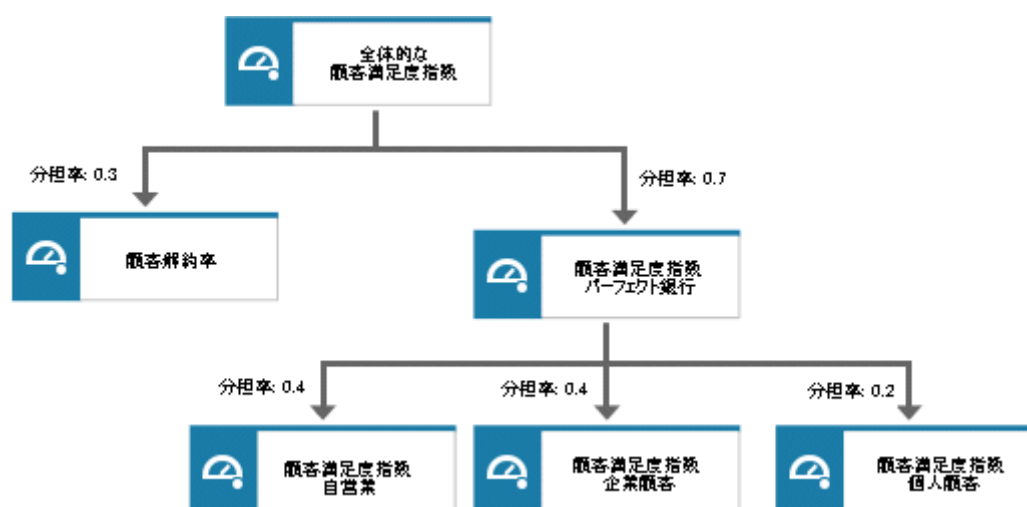 全体的な
顧客満足度指数
分担率: 0.3
分担率: 0.7
顧客解約率
顧客満足度指数
パーフェクト銀行
分担率: 0.4
分担率: 0.4
分担率: 0.2
顧客満足度指数
自営業
顧客満足度指数
企業顧客
顧客満足度指数
個人顧客